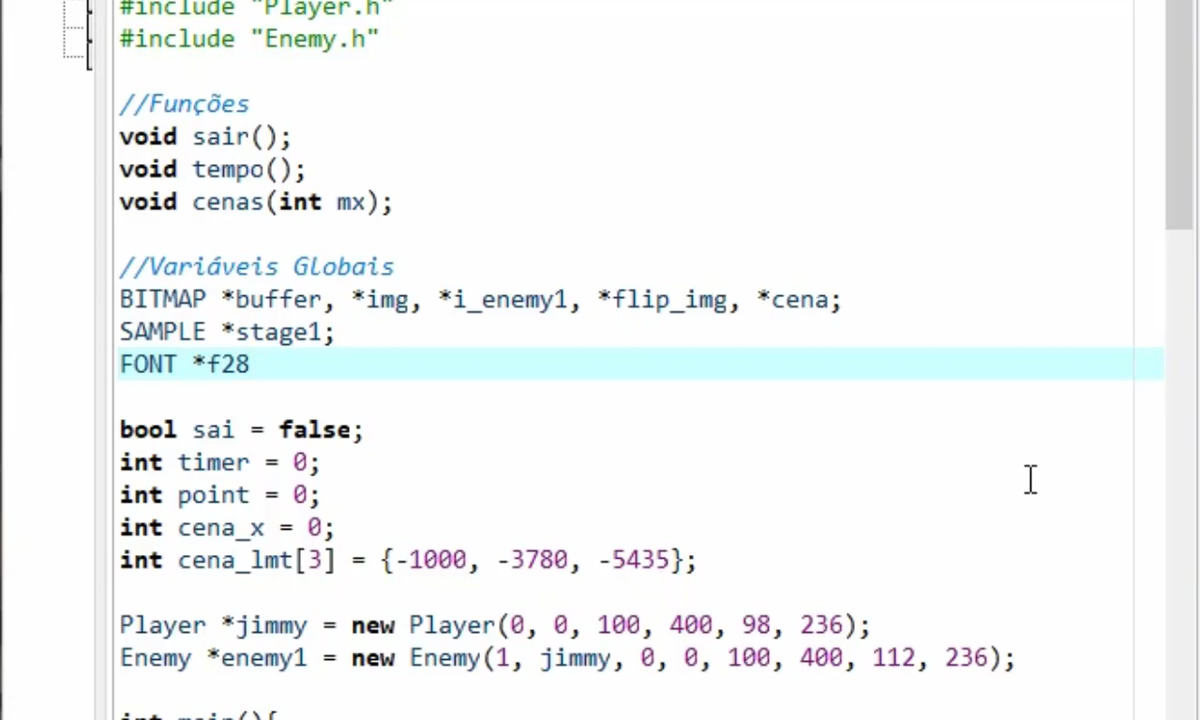 #include "Player.h"
#include "Enemy.h"
//Funções
void sair();
void tempo();
void cenas(int mx);
//Variáveis Globais
BITMAP *buffer, *img, *i_enemy1, *flip_img, *cena;
SAMPLE *stage1;
FONT *f28
bool sai = false;
int timer = 0;
int point = 0;
int cena_x = 0;
int cena_lmt[3] = {-1000, -3780, -5435};
Player *jimmy = new Player(0, 0, 100, 400, 98, 236);
Enemy *enemy1 = new Enemy(1, jimmy, 0, 0, 100, 400, 112, 236);
int main(){